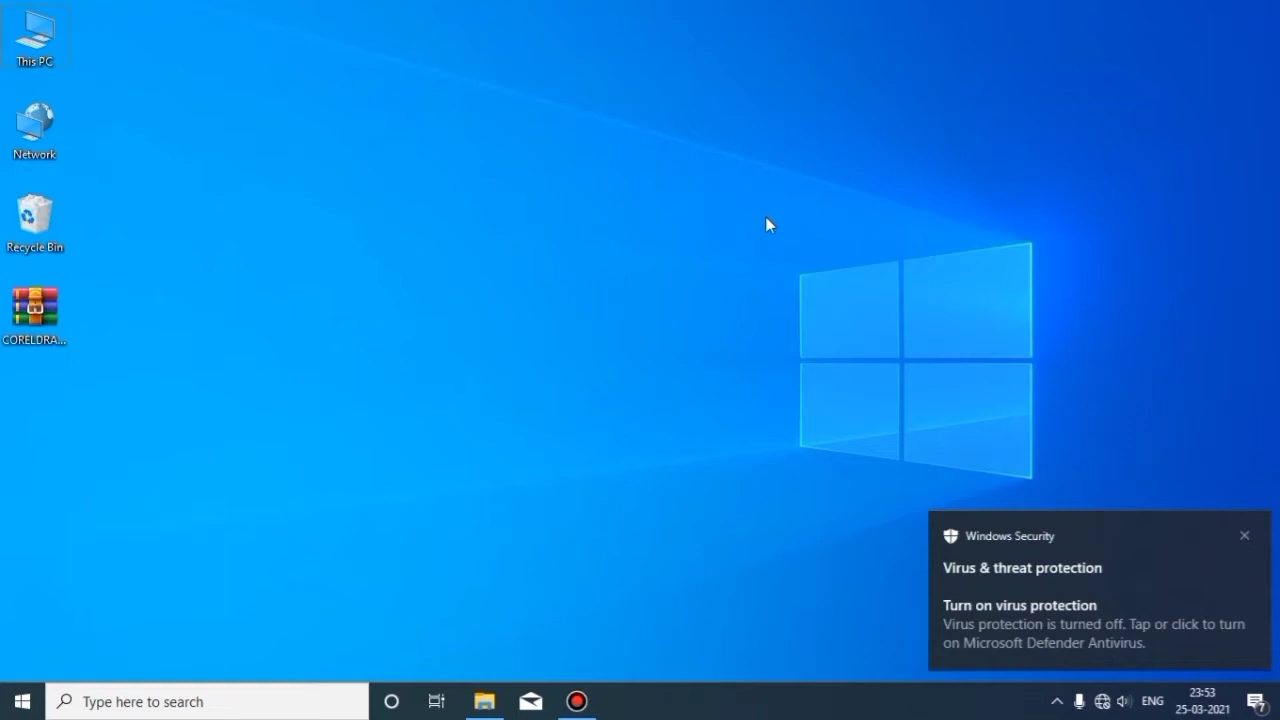 This PC
Network
Recycle Bin
CORELDRA...
Windows Security
Virus & threat protection
Turn on virus protection
Virus protection is turned off. Tap or click to turn
on Microsoft Defender Antivirus.
Type here to search
ENG
23:53
25-03-2021
7